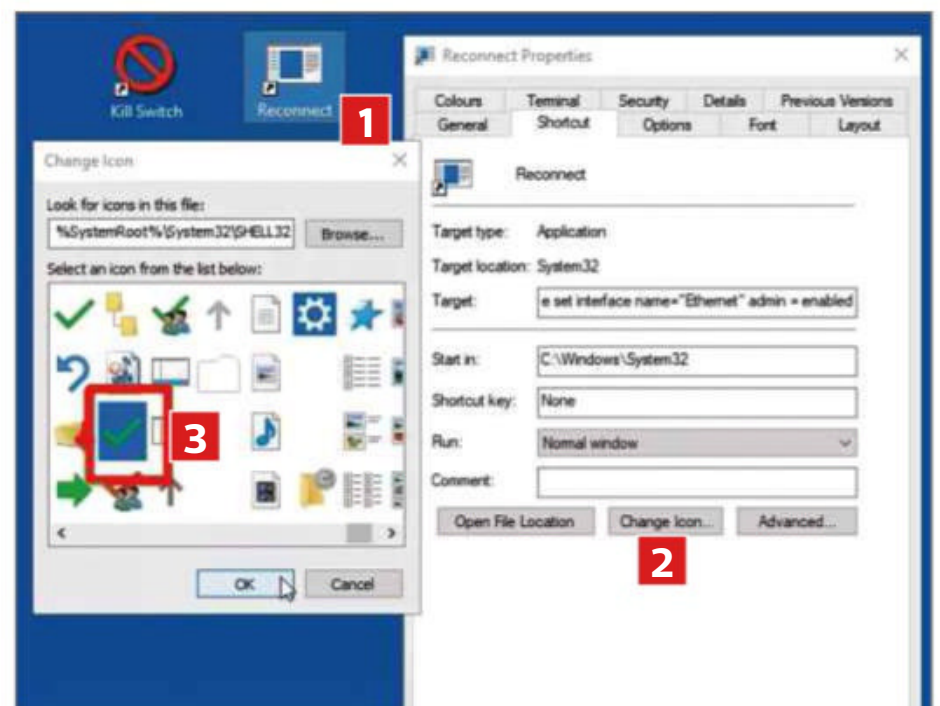 Kill Switch
Reconnect
1
Reconnect Properties
Colours Terminal Security Details Previous Versions
General Shortcut Options Font Layout
Reconnect
Target type: Application
Target location: System32
Target: e set interface name="Ethernet" admin = enabled
Start in: C:\Windows\System32
Shortcut key: None
Run: Normal window
Comment:
Open File Location Change Icon... Advanced...
2
Change Icon
Look for icons in this file:
%SystemRoot%\System32\SHELL32 Browse...
Select an icon from the list below:
3
OK Cancel